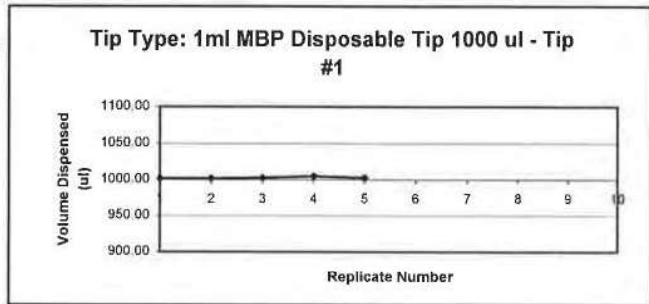 Tip Type: 1ml MBP Disposable Tip 1000 ul - Tip
#1
Volume Dispensed
(ul)
1100.00
1050.00
1000.00
950.00
900.00
1 2 3 4 5 6 7 8 9 10
Replicate Number